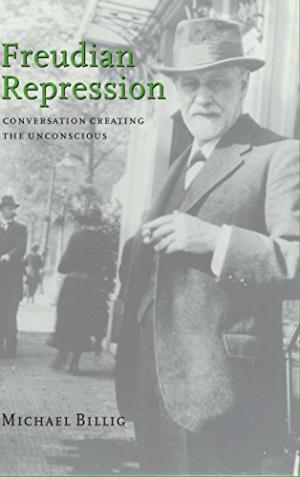 Freudian
Repression
CONVERSATION CREATING
THE UNCONSCIOUS
MICHAEL BILLIG